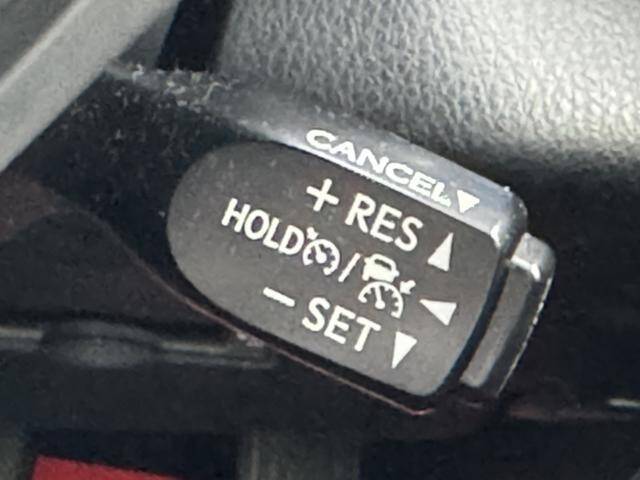 CANCEL▼
+ RES ▲
HOLD / ◀
− SET ▼